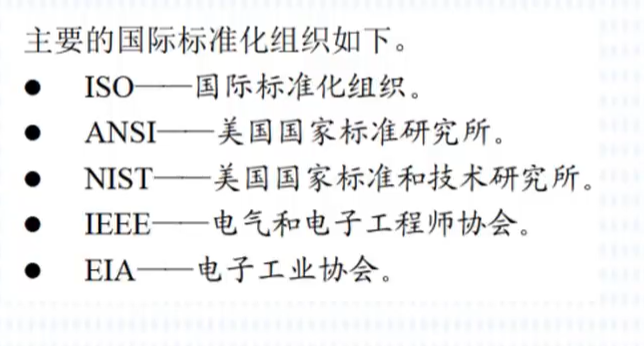 主要的国际标准化组织如下。
● ISO——国际标准化组织。
● ANSI——美国国家标准研究所。
● NIST——美国国家标准和技术研究所。
● IEEE——电气和电子工程师协会。
● EIA——电子工业协会。